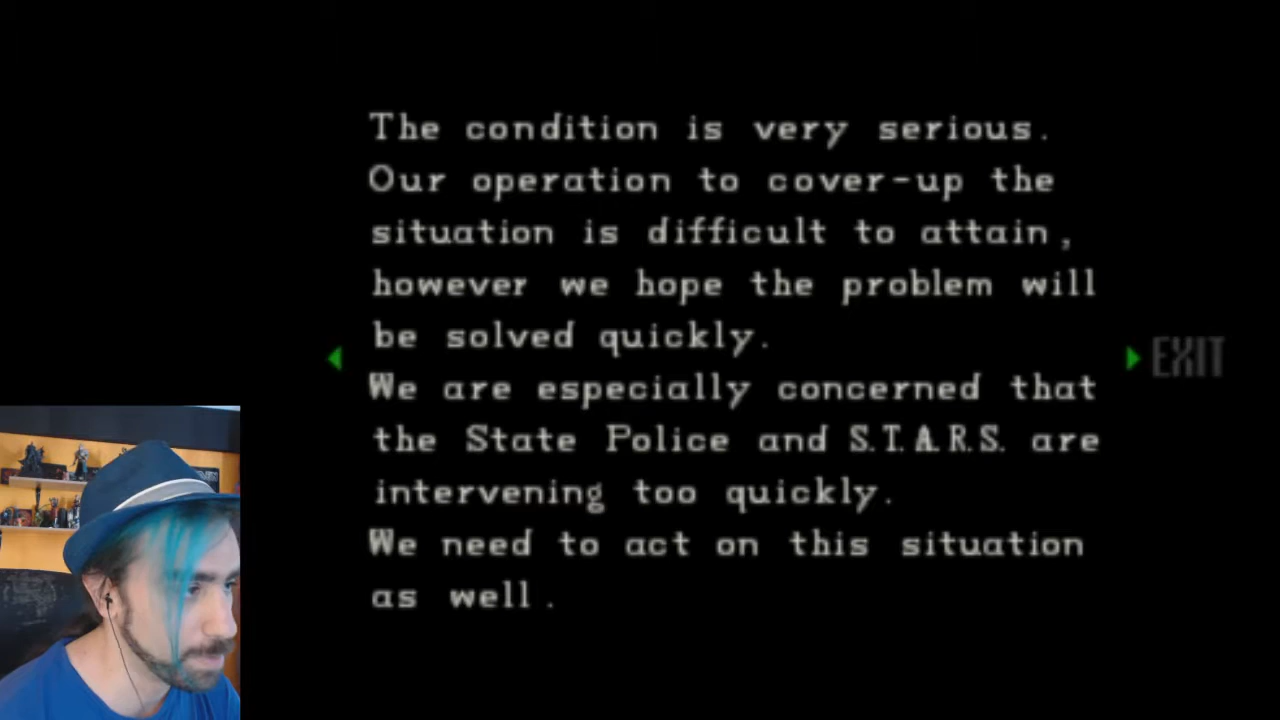 The condition is very serious.
Our operation to cover-up the
situation is difficult to attain,
however we hope the problem will
be solved quickly.
We are especially concerned that
the State Police and S.T.A.R.S. are
intervening too quickly.
We need to act on this situation
as well.
EXIT